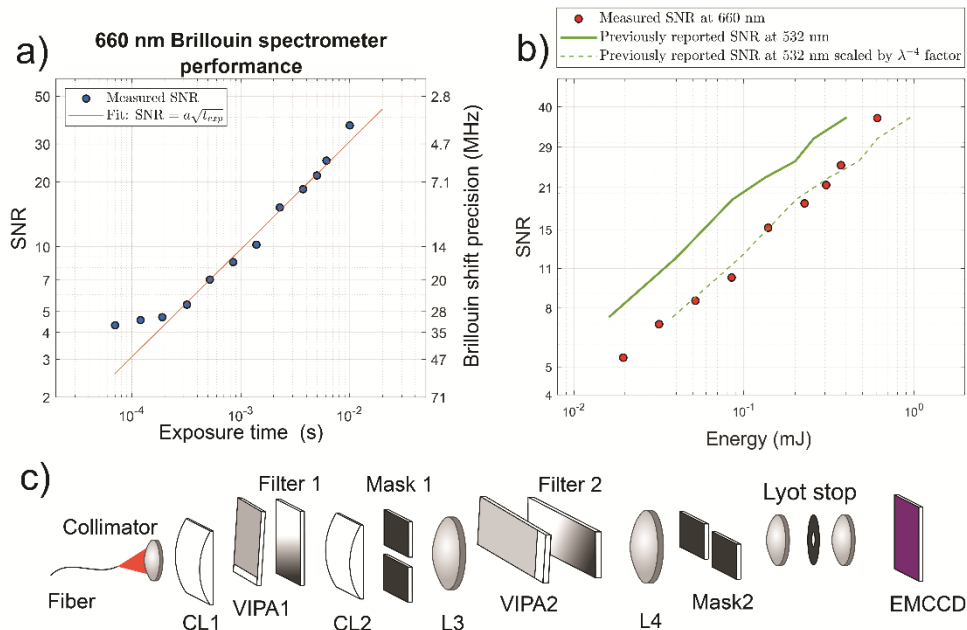 a)
660 nm Brillouin spectrometer
performance
Measured SNR
Fit: SNR = a√t_exp
50
30
20
10
7
5
4
3
2
SNR
10⁻⁴
10⁻³
10⁻²
Exposure time (s)
2.8
4.7
7.1
14
20
28
35
47
71
Brillouin shift precision (MHz)
b)
Measured SNR at 660 nm
Previously reported SNR at 532 nm
Previously reported SNR at 532 nm scaled by λ⁻⁴ factor
40
29
21
15
11
8
5
4
SNR
10⁻²
10⁻¹
10⁰
Energy (mJ)
c)
Collimator
Fiber
CL1
VIPA1
Filter 1
CL2
Mask 1
L3
VIPA2
Filter 2
L4
Mask2
Lyot stop
EMCCD